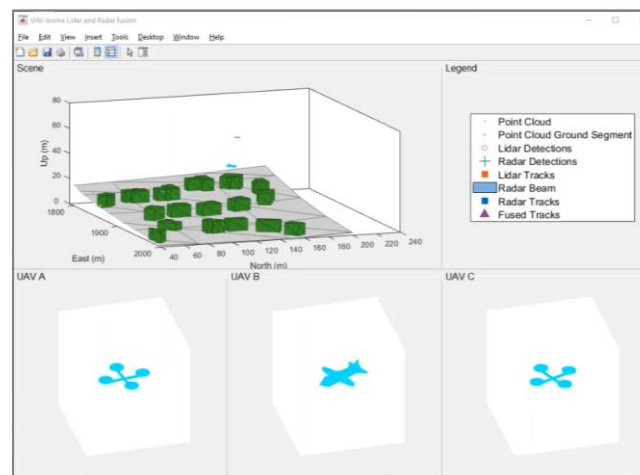 UAV-borne Lidar and Radar fusion
File Edit View Insert Tools Desktop Window Help
Scene
Legend
80
60
40
20
0
Up (m)
1800
1900
2000
East (m)
40 60 80 100 120 140 160 180 200 220 240
North (m)
Point Cloud
Point Cloud Ground Segment
Lidar Detections
Radar Detections
Lidar Tracks
Radar Beam
Radar Tracks
Fused Tracks
UAV A
UAV B
UAV C